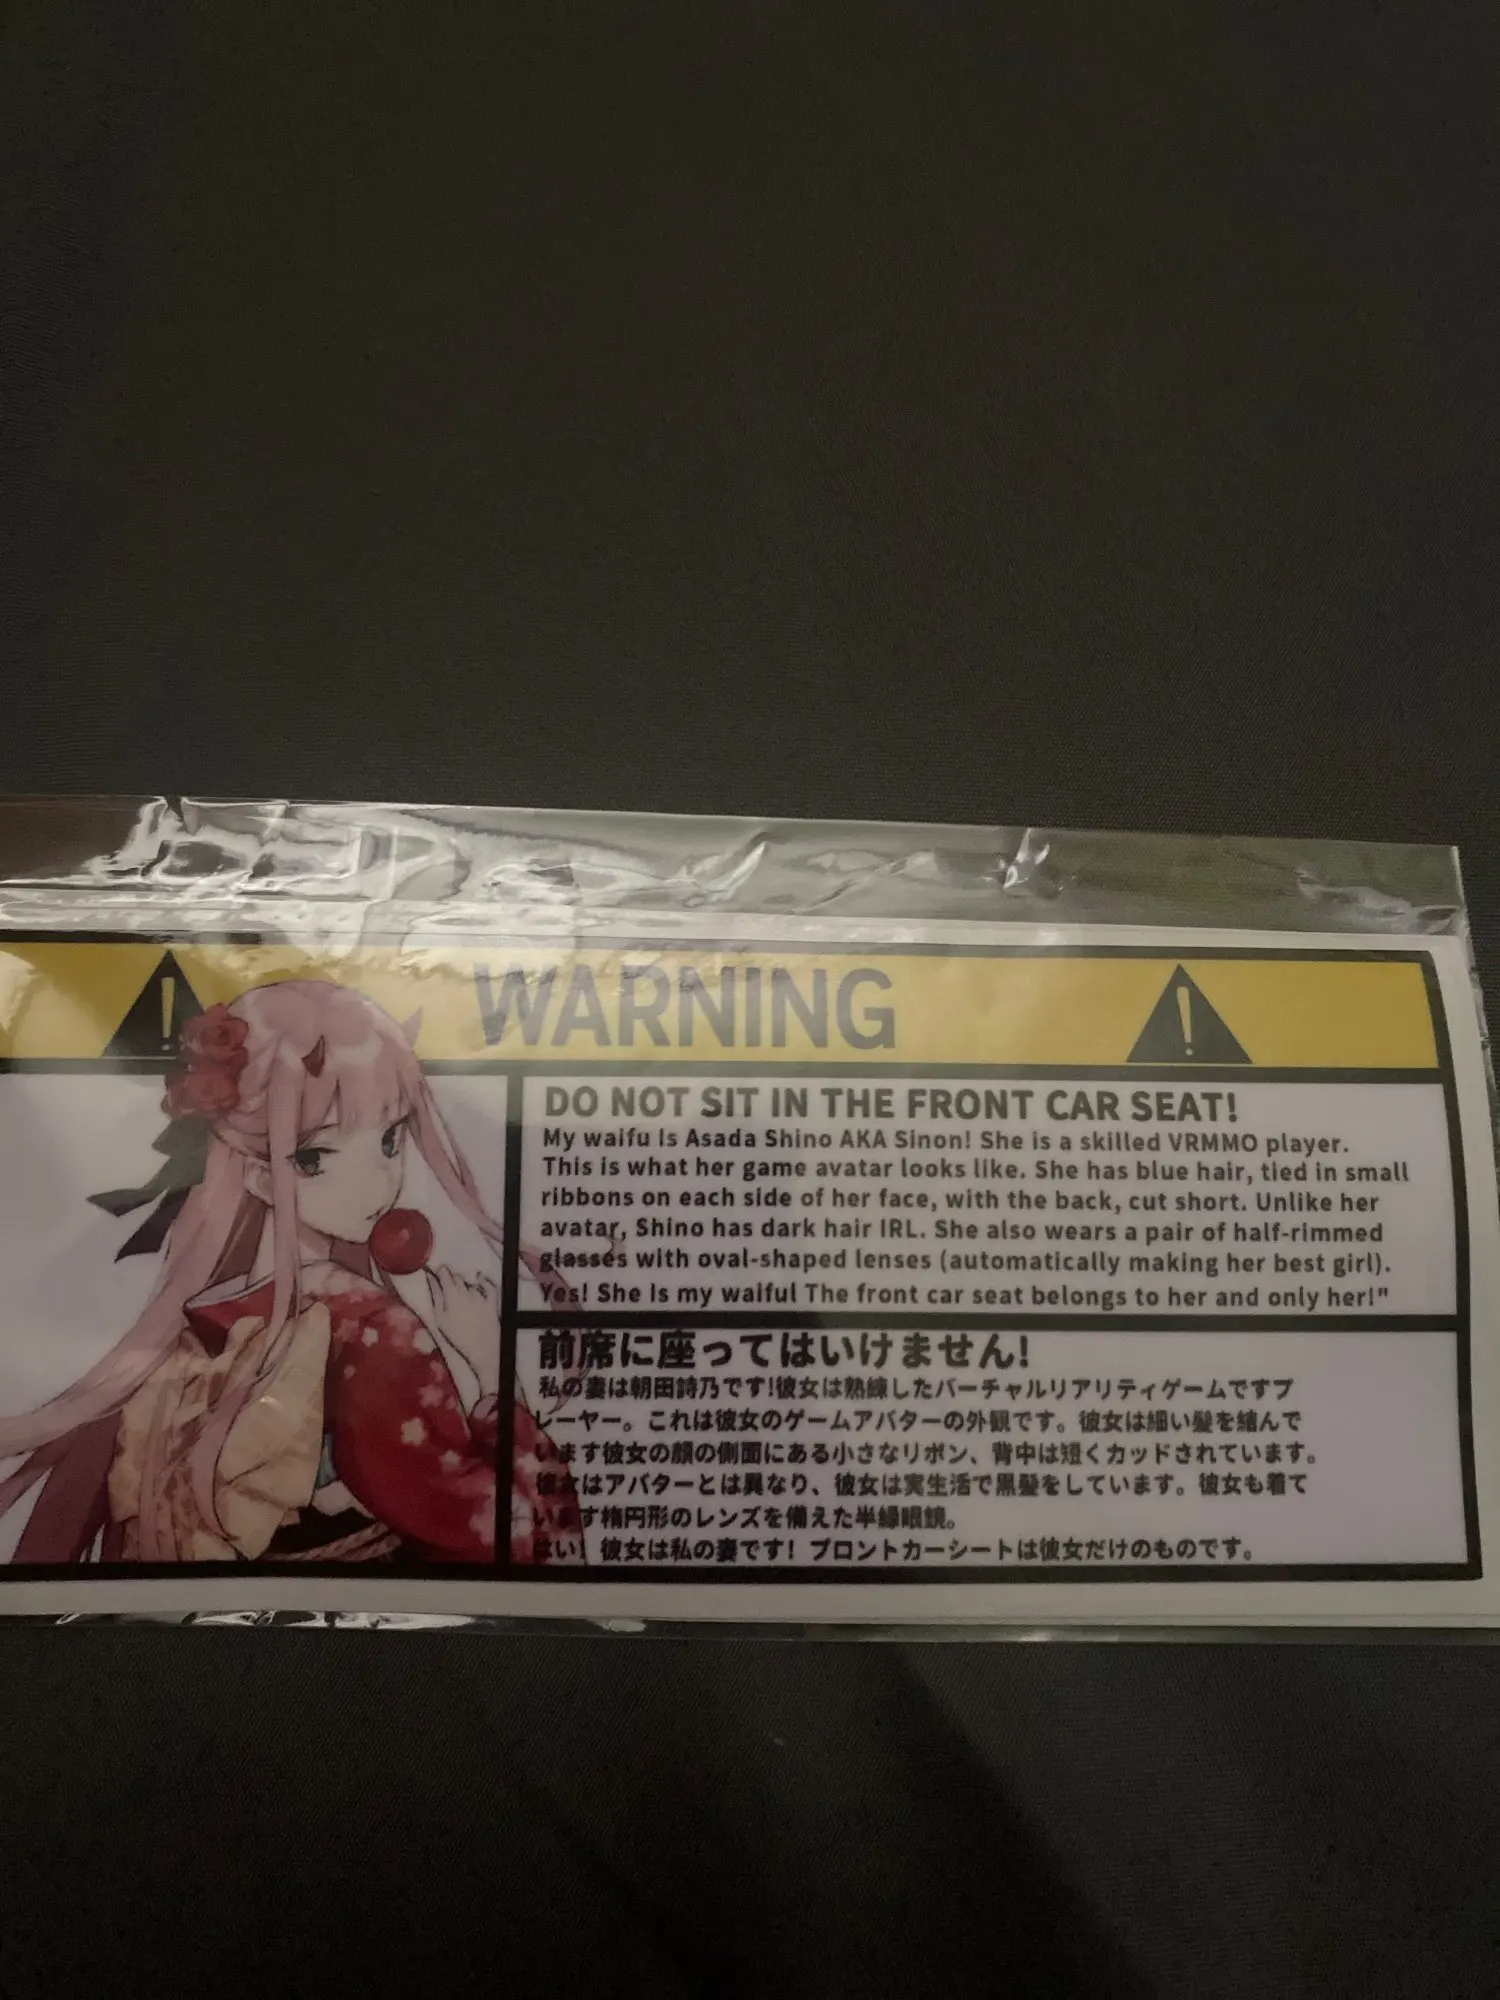 WARNING
DO NOT SIT IN THE FRONT CAR SEAT!
My waifu Is Asada Shino AKA Sinon! She is a skilled VRMMO player.
This is what her game avatar looks like. She has blue hair, tied in small
ribbons on each side of her face, with the back, cut short. Unlike her
avatar, Shino has dark hair IRL. She also wears a pair of half-rimmed
glasses with oval-shaped lenses (automatically making her best girl).
Yes! She Is my waiful The front car seat belongs to her and only her!"
前席に座ってはいけません!
私の妻は朝田詩乃です!彼女は熟練したバーチャルリアリティゲームですプ
レーヤー。これは彼女のゲームアバターの外観です。彼女は細い髪を結んで
います彼女の顔の側面にある小さなリボン、背中は短くカッドされています。
彼女はアバターとは異なり、彼女は実生活で黒髪をしています。彼女も着て
います楕円形のレンズを備えた半縁眼鏡。
はい! 彼女は私の妻です! フロントカーシートは彼女だけのものです。